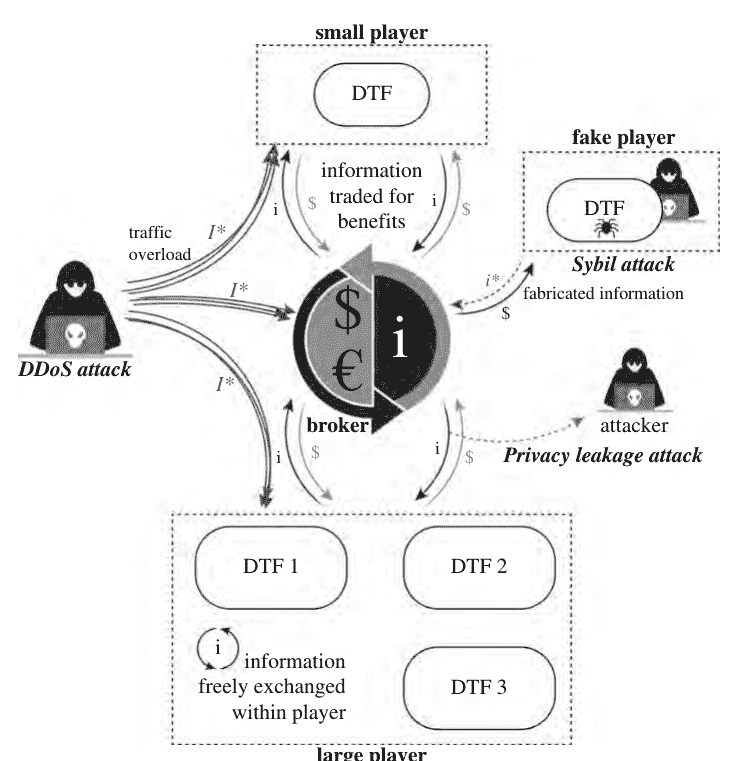 small player
DTF
fake player
information
traded for
benefits
i
$
i
$
DTF
traffic
overload
I*
Sybil attack
i*
fabricated information
$
I*
$
€
i
DDoS attack
I*
broker
attacker
Privacy leakage attack
i
$
i
$
DTF 1
DTF 2
i
information
freely exchanged
within player
DTF 3
large player